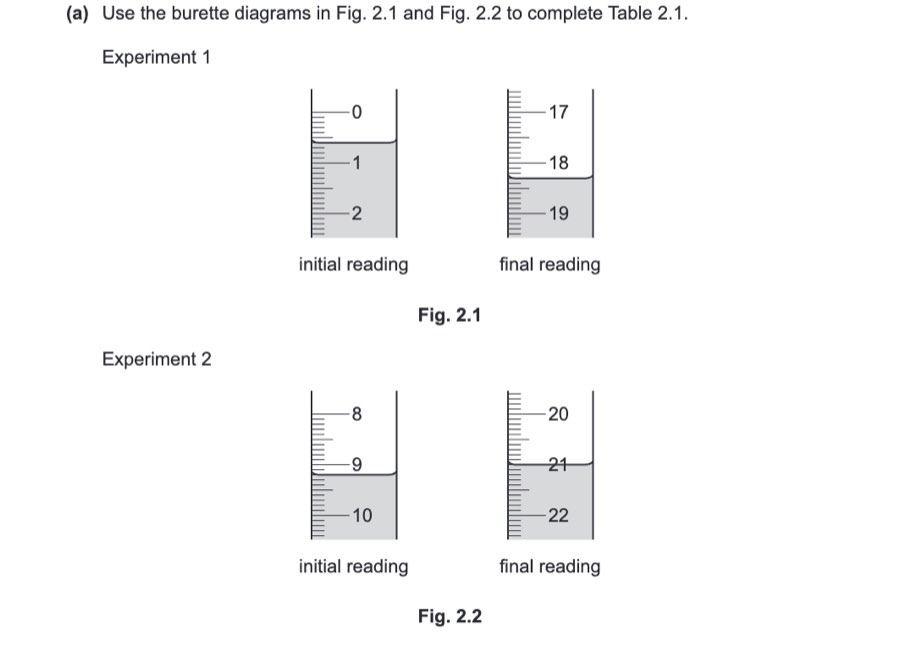 (a) Use the burette diagrams in Fig. 2.1 and Fig. 2.2 to complete Table 2.1.
Experiment 1
0
1
2
17
18
19
initial reading
final reading
Fig. 2.1
Experiment 2
8
9
10
20
21
22
initial reading
final reading
Fig. 2.2